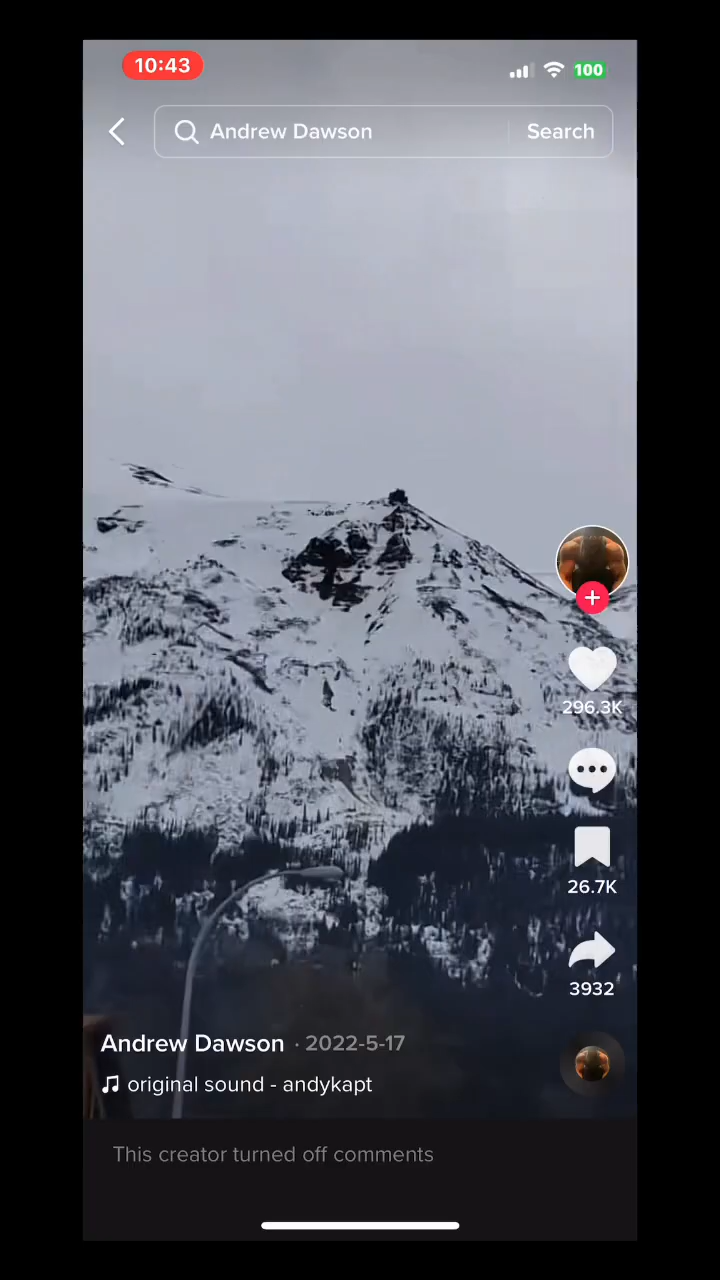 10:43
100
Andrew Dawson
Search
296.3K
26.7K
3932
Andrew Dawson · 2022-5-17
original sound - andykapt
This creator turned off comments